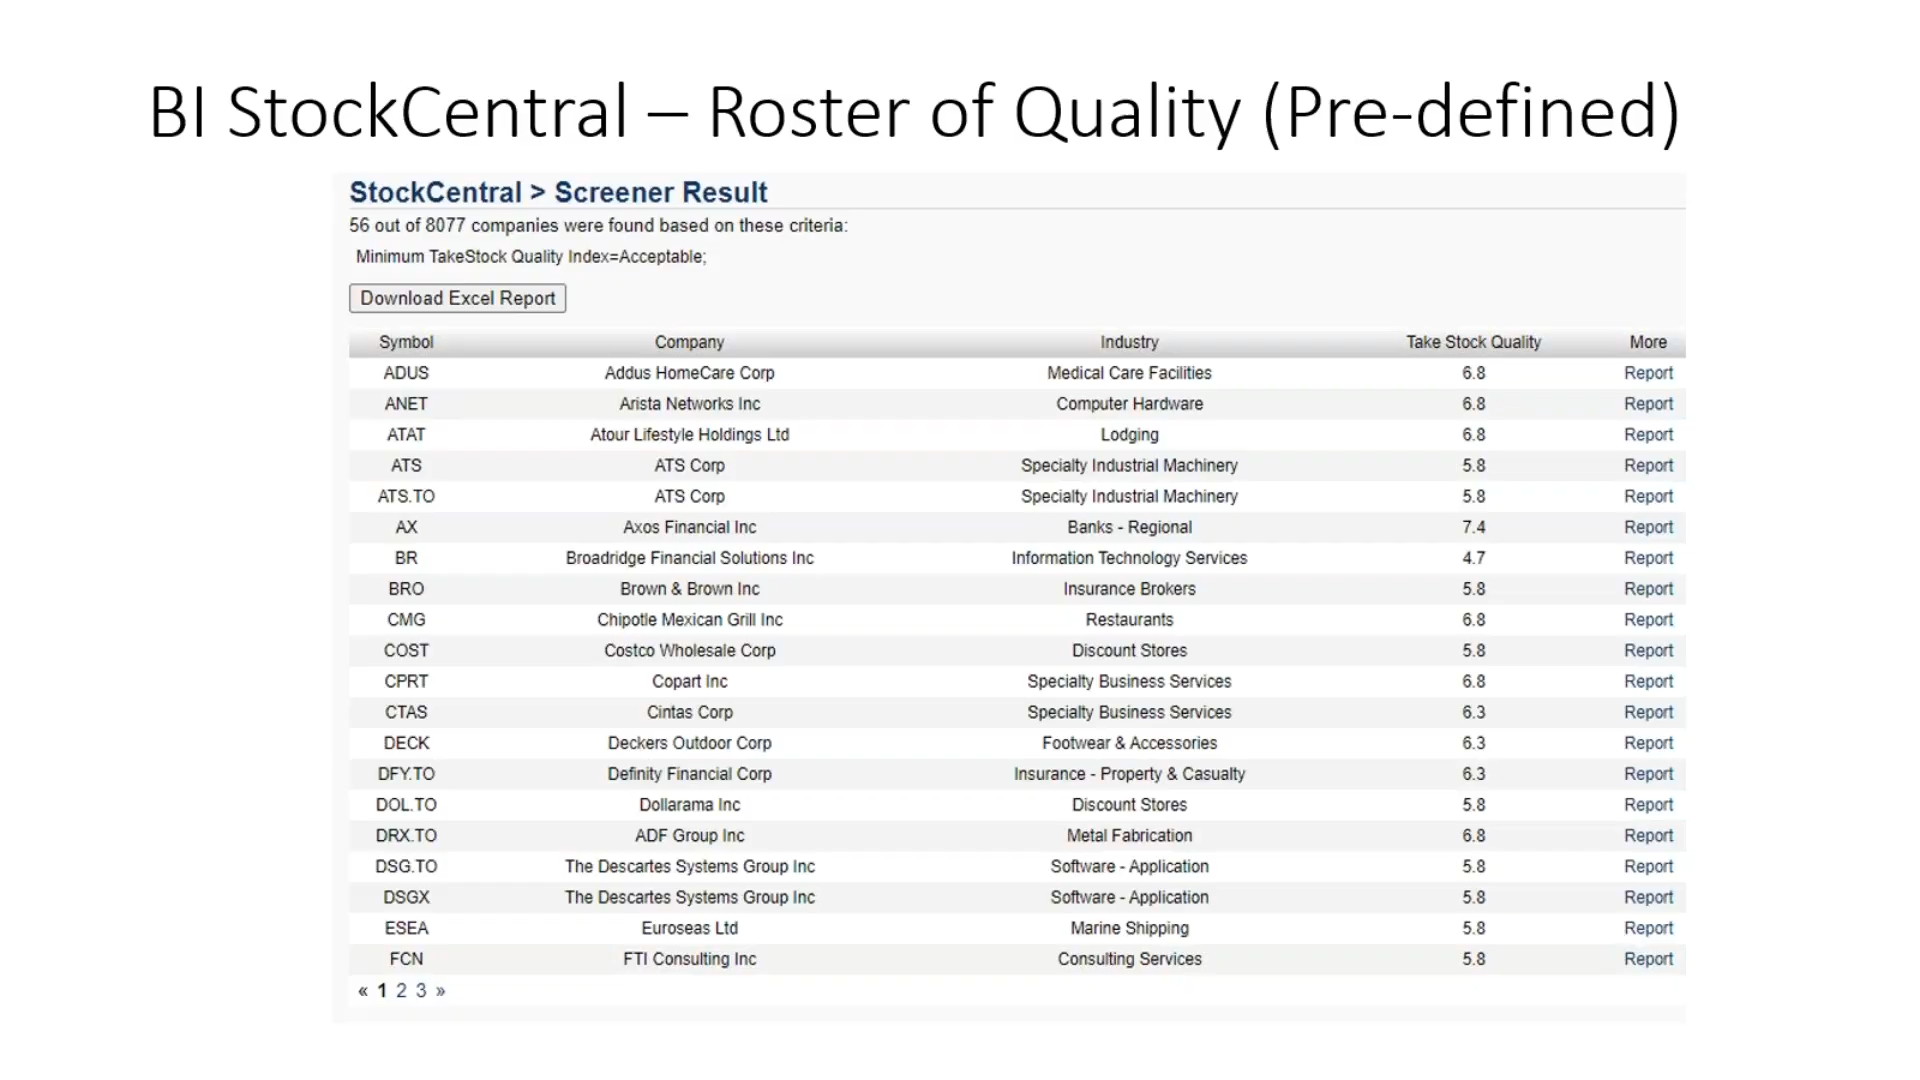 BI StockCentral – Roster of Quality (Pre-defined)
StockCentral > Screener Result
56 out of 8077 companies were found based on these criteria:
Minimum TakeStock Quality Index=Acceptable;
Download Excel Report
Symbol Company Industry Take Stock Quality More
ADUS Addus HomeCare Corp Medical Care Facilities 6.8 Report
ANET Arista Networks Inc Computer Hardware 6.8 Report
ATAT Atour Lifestyle Holdings Ltd Lodging 6.8 Report
ATS ATS Corp Specialty Industrial Machinery 5.8 Report
ATS.TO ATS Corp Specialty Industrial Machinery 5.8 Report
AX Axos Financial Inc Banks - Regional 7.4 Report
BR Broadridge Financial Solutions Inc Information Technology Services 4.7 Report
BRO Brown & Brown Inc Insurance Brokers 5.8 Report
CMG Chipotle Mexican Grill Inc Restaurants 6.8 Report
COST Costco Wholesale Corp Discount Stores 5.8 Report
CPRT Copart Inc Specialty Business Services 6.8 Report
CTAS Cintas Corp Specialty Business Services 6.3 Report
DECK Deckers Outdoor Corp Footwear & Accessories 6.3 Report
DFY.TO Definity Financial Corp Insurance - Property & Casualty 6.3 Report
DOL.TO Dollarama Inc Discount Stores 5.8 Report
DRX.TO ADF Group Inc Metal Fabrication 6.8 Report
DSG.TO The Descartes Systems Group Inc Software - Application 5.8 Report
DSGX The Descartes Systems Group Inc Software - Application 5.8 Report
ESEA Euroseas Ltd Marine Shipping 5.8 Report
FCN FTI Consulting Inc Consulting Services 5.8 Report
« 1 2 3 »